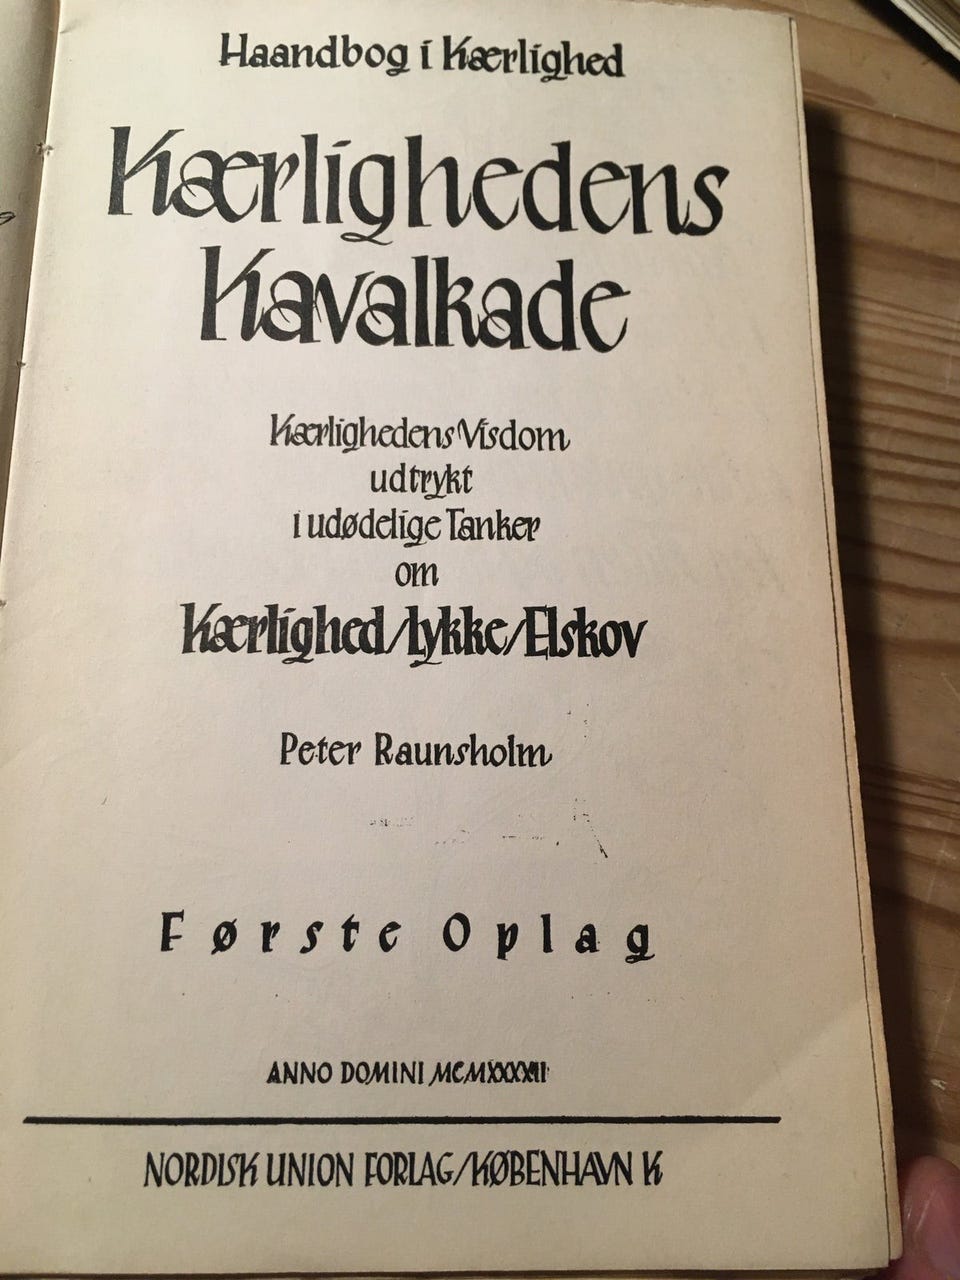 Haandbog i Kærlighed
Kærlighedens
Kavalkade
Kærlighedens Visdom
udtrykt
i udødelige Tanker
om
Kærlighed/Lykke/Elskov
Peter Raunsholm
Første Oplag
ANNO DOMINI MCMXXXXII
NORDISK UNION FORLAG/KØBENHAVN K